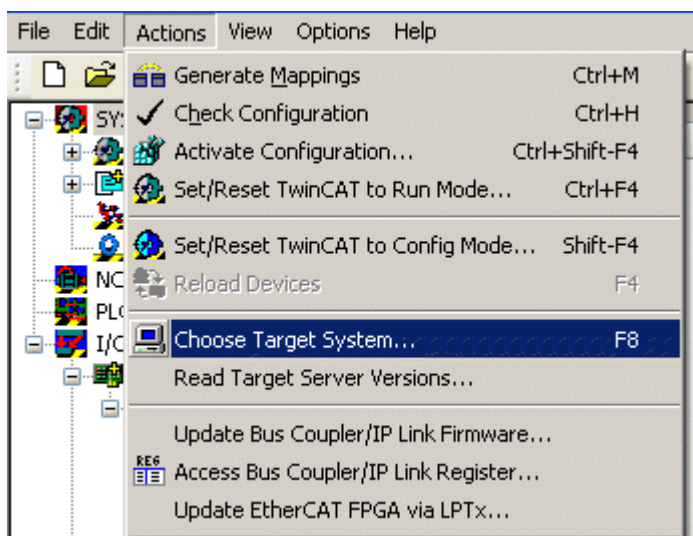 File Edit Actions View Options Help
Generate Mappings Ctrl+M
Check Configuration Ctrl+H
Activate Configuration... Ctrl+Shift-F4
Set/Reset TwinCAT to Run Mode... Ctrl+F4
Set/Reset TwinCAT to Config Mode... Shift-F4
NC Reload Devices F4
Choose Target System... F8
Read Target Server Versions...
Update Bus Coupler/IP Link Firmware...
REG Access Bus Coupler/IP Link Register...
Update EtherCAT FPGA via LPTx...